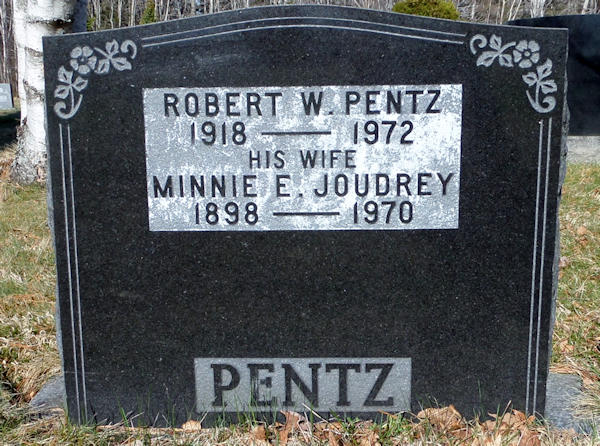 ROBERT W. PENTZ
1918 — 1972
HIS WIFE
MINNIE E. JOUDREY
1898 — 1970
PENTZ